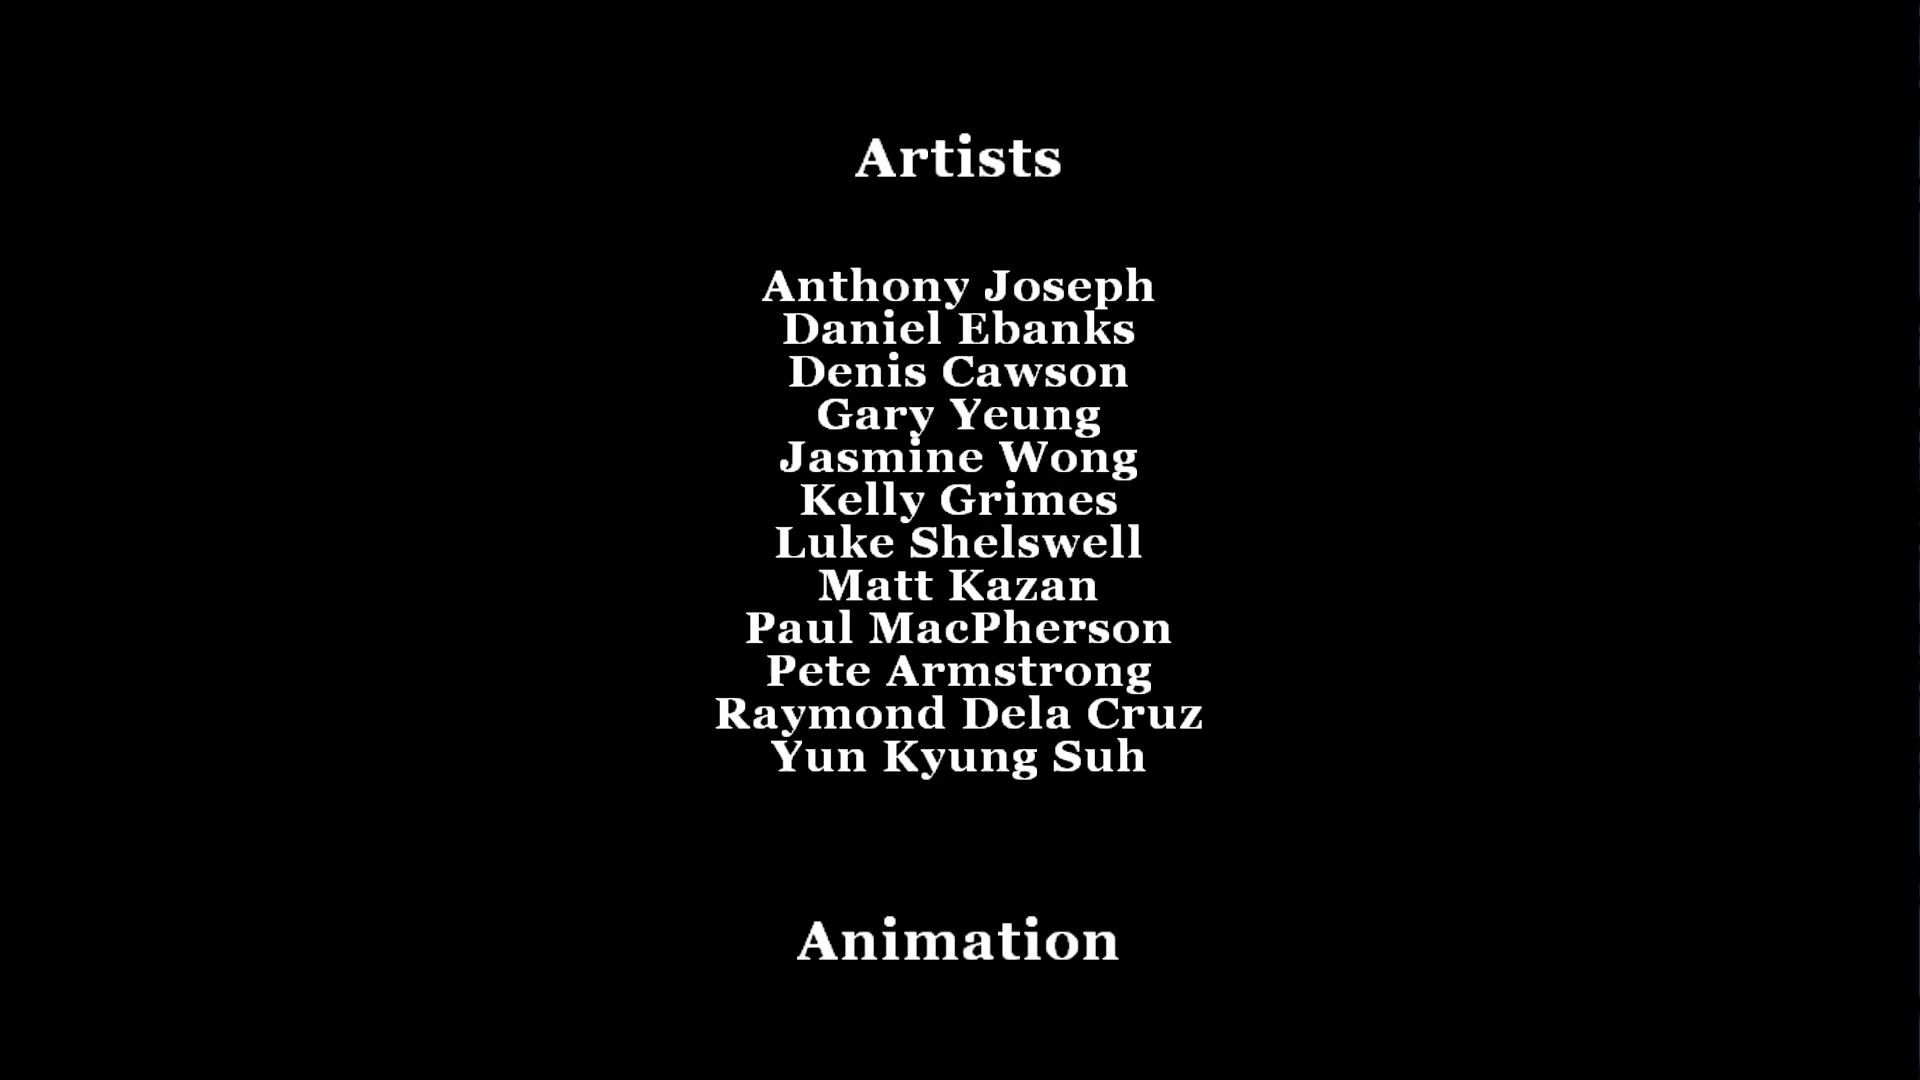 Artists
Anthony Joseph
Daniel Ebanks
Denis Cawson
Gary Yeung
Jasmine Wong
Kelly Grimes
Luke Shelswell
Matt Kazan
Paul MacPherson
Pete Armstrong
Raymond Dela Cruz
Yun Kyung Suh
Animation